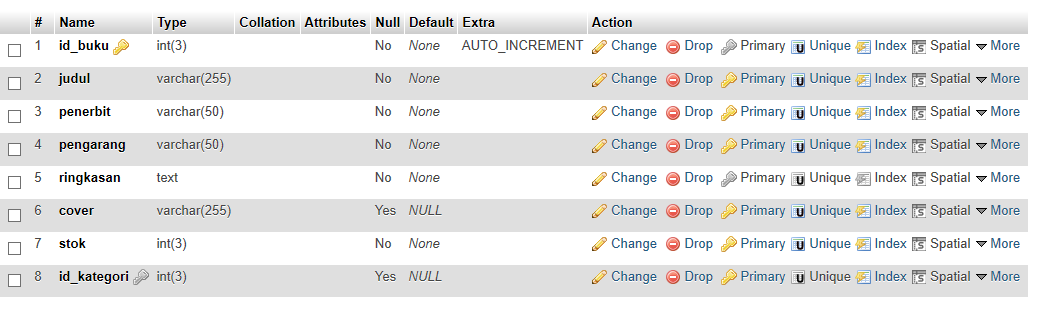 # Name Type Collation Attributes Null Default Extra Action
1 id_buku int(3) No None AUTO_INCREMENT Change Drop Primary Unique Index Spatial More
2 judul varchar(255) No None Change Drop Primary Unique Index Spatial More
3 penerbit varchar(50) No None Change Drop Primary Unique Index Spatial More
4 pengarang varchar(50) No None Change Drop Primary Unique Index Spatial More
5 ringkasan text No None Change Drop Primary Unique Index Spatial More
6 cover varchar(255) Yes NULL Change Drop Primary Unique Index Spatial More
7 stok int(3) No None Change Drop Primary Unique Index Spatial More
8 id_kategori int(3) Yes NULL Change Drop Primary Unique Index Spatial More